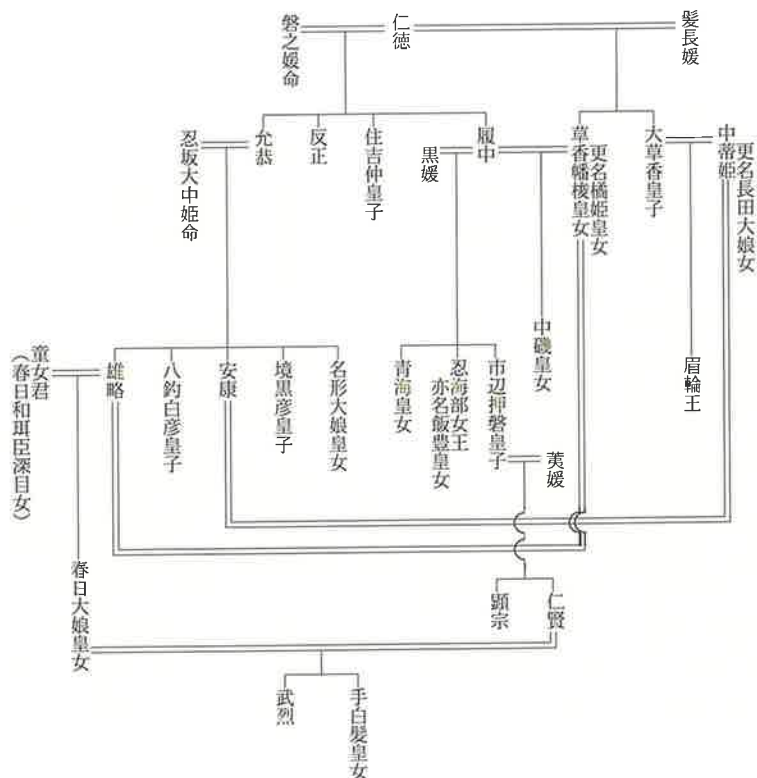 髪長媛
仁徳
磐之媛命
更名長田大娘女
中蒂姫
大草香皇子
更名橘姫皇女
草香幡梭皇女
履中
黒媛
住吉仲皇子
反正
允恭
忍坂大中姫命
眉輪王
中磯皇女
市辺押磐皇子
荑媛
忍海部女王
亦名飯豊皇女
青海皇女
名形大娘皇女
境黒彦皇子
安康
八釣白彦皇子
雄略
童女君
(春日和珥臣深目女)
仁賢
顕宗
春日大娘皇女
手白髪皇女
武烈